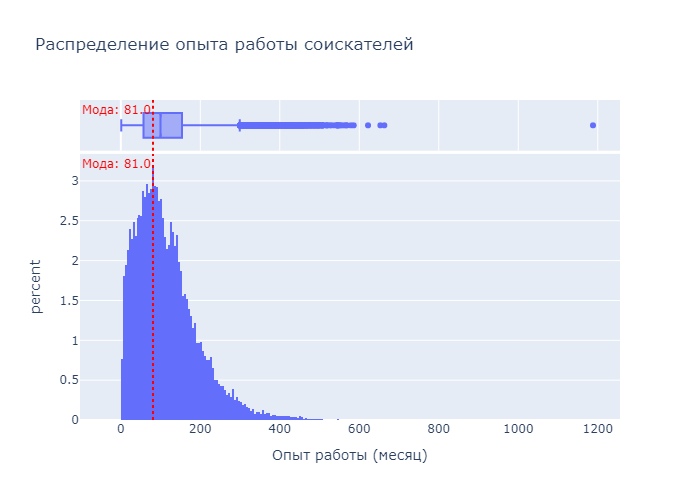 Распределение опыта работы соискателей
Мода: 81.0
Мода: 81.0
3
2.5
2
1.5
1
0.5
0
percent
0 200 400 600 800 1000 1200
Опыт работы (месяц)